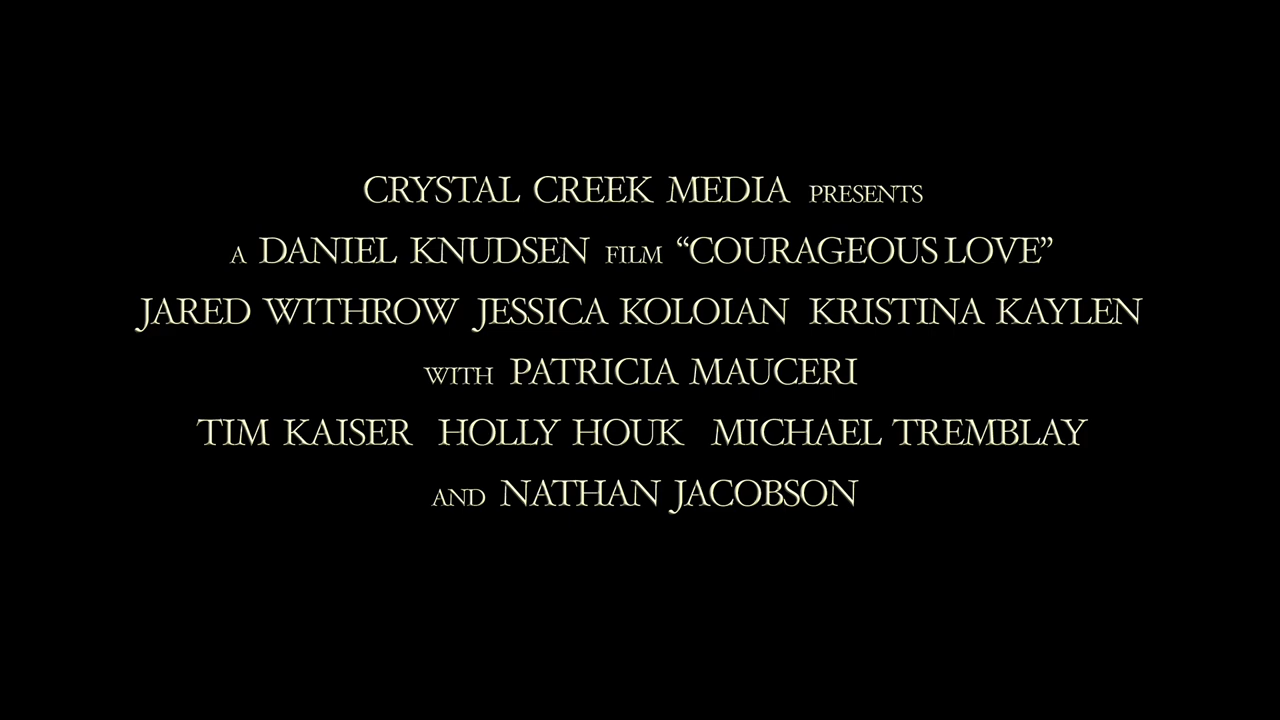 CRYSTAL CREEK MEDIA PRESENTS
A DANIEL KNUDSEN FILM “COURAGEOUS LOVE”
JARED WITHROW JESSICA KOLOIAN KRISTINA KAYLEN
WITH PATRICIA MAUCERI
TIM KAISER HOLLY HOUK MICHAEL TREMBLAY
AND NATHAN JACOBSON